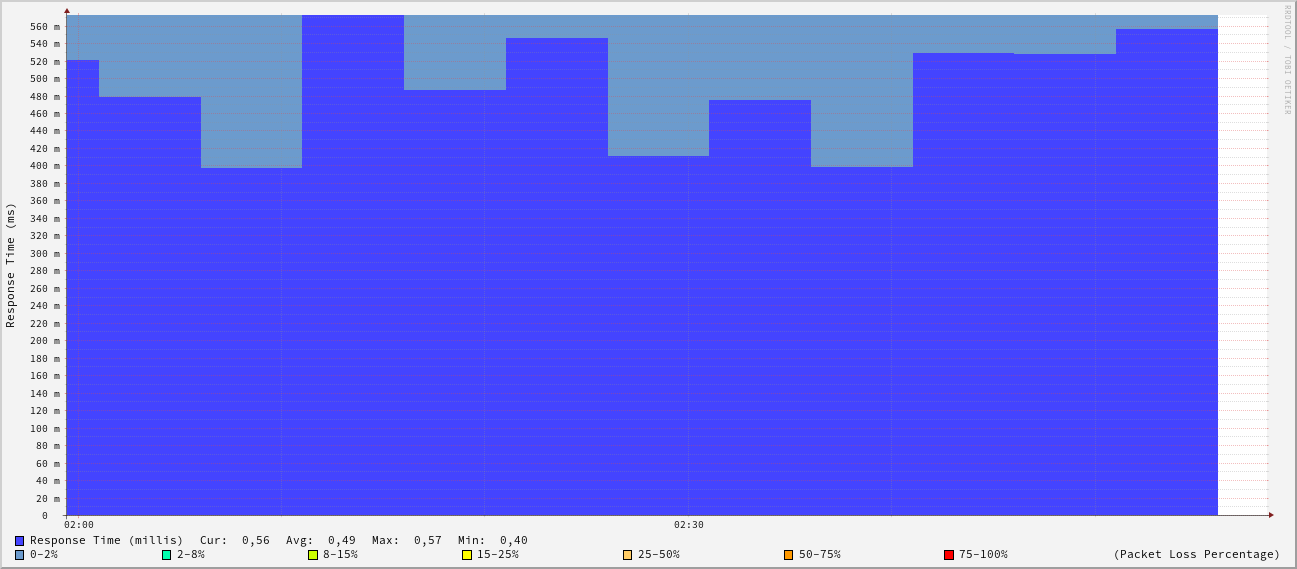 RRDTOOL / TOBI OETIKER
Response Time (ms)
560 m
540 m
520 m
500 m
480 m
460 m
440 m
420 m
400 m
380 m
360 m
340 m
320 m
300 m
280 m
260 m
240 m
220 m
200 m
180 m
160 m
140 m
120 m
100 m
80 m
60 m
40 m
20 m
0
02:00 02:30
Response Time (millis) Cur: 0,56 Avg: 0,49 Max: 0,57 Min: 0,40
0-2% 2-8% 8-15% 15-25% 25-50% 50-75% 75-100% (Packet Loss Percentage)